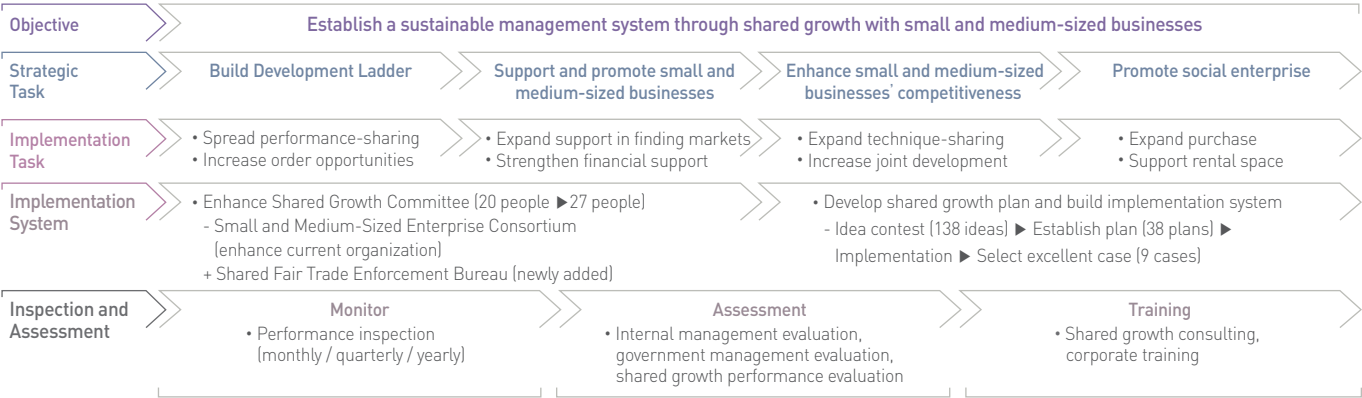 Objective
Establish a sustainable management system through shared growth with small and medium-sized businesses
Strategic
Task
Build Development Ladder
Support and promote small and
medium-sized businesses
Enhance small and medium-sized
businesses' competitiveness
Promote social enterprise
Implementation
Task
• Spread performance-sharing
• Increase order opportunities
• Expand support in finding markets
• Strengthen financial support
• Expand technique-sharing
• Increase joint development
• Expand purchase
• Support rental space
Implementation
System
• Enhance Shared Growth Committee (20 people ▶27 people)
- Small and Medium-Sized Enterprise Consortium
(enhance current organization)
+ Shared Fair Trade Enforcement Bureau (newly added)
• Develop shared growth plan and build implementation system
- Idea contest (138 ideas) ▶ Establish plan (38 plans) ▶
Implementation ▶ Select excellent case (9 cases)
Inspection and
Assessment
Monitor
• Performance inspection
(monthly / quarterly / yearly)
Assessment
• Internal management evaluation,
government management evaluation,
shared growth performance evaluation
Training
• Shared growth consulting,
corporate training